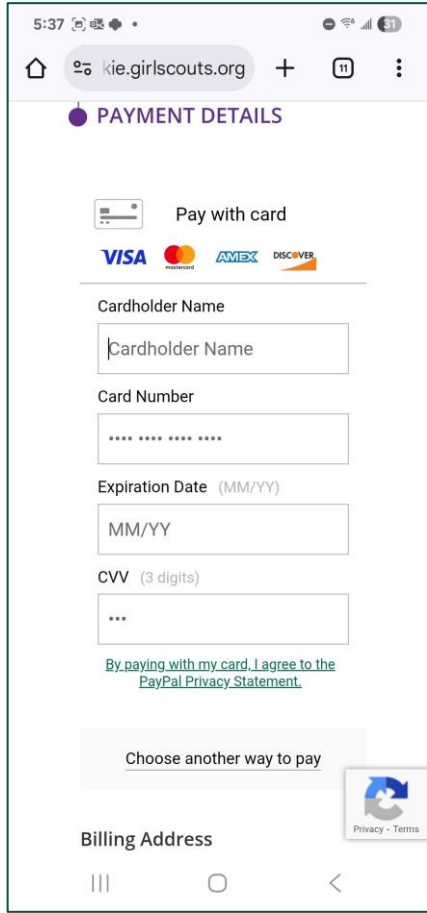 5:37 31
kie.girlscouts.org 11
PAYMENT DETAILS
Pay with card
VISA mastercard AMEX DISCOVER
Cardholder Name
Cardholder Name
Card Number
•••• •••• •••• ••••
Expiration Date (MM/YY)
MM/YY
CVV (3 digits)
•••
By paying with my card, I agree to the
PayPal Privacy Statement.
Choose another way to pay
Privacy - Terms
Billing Address